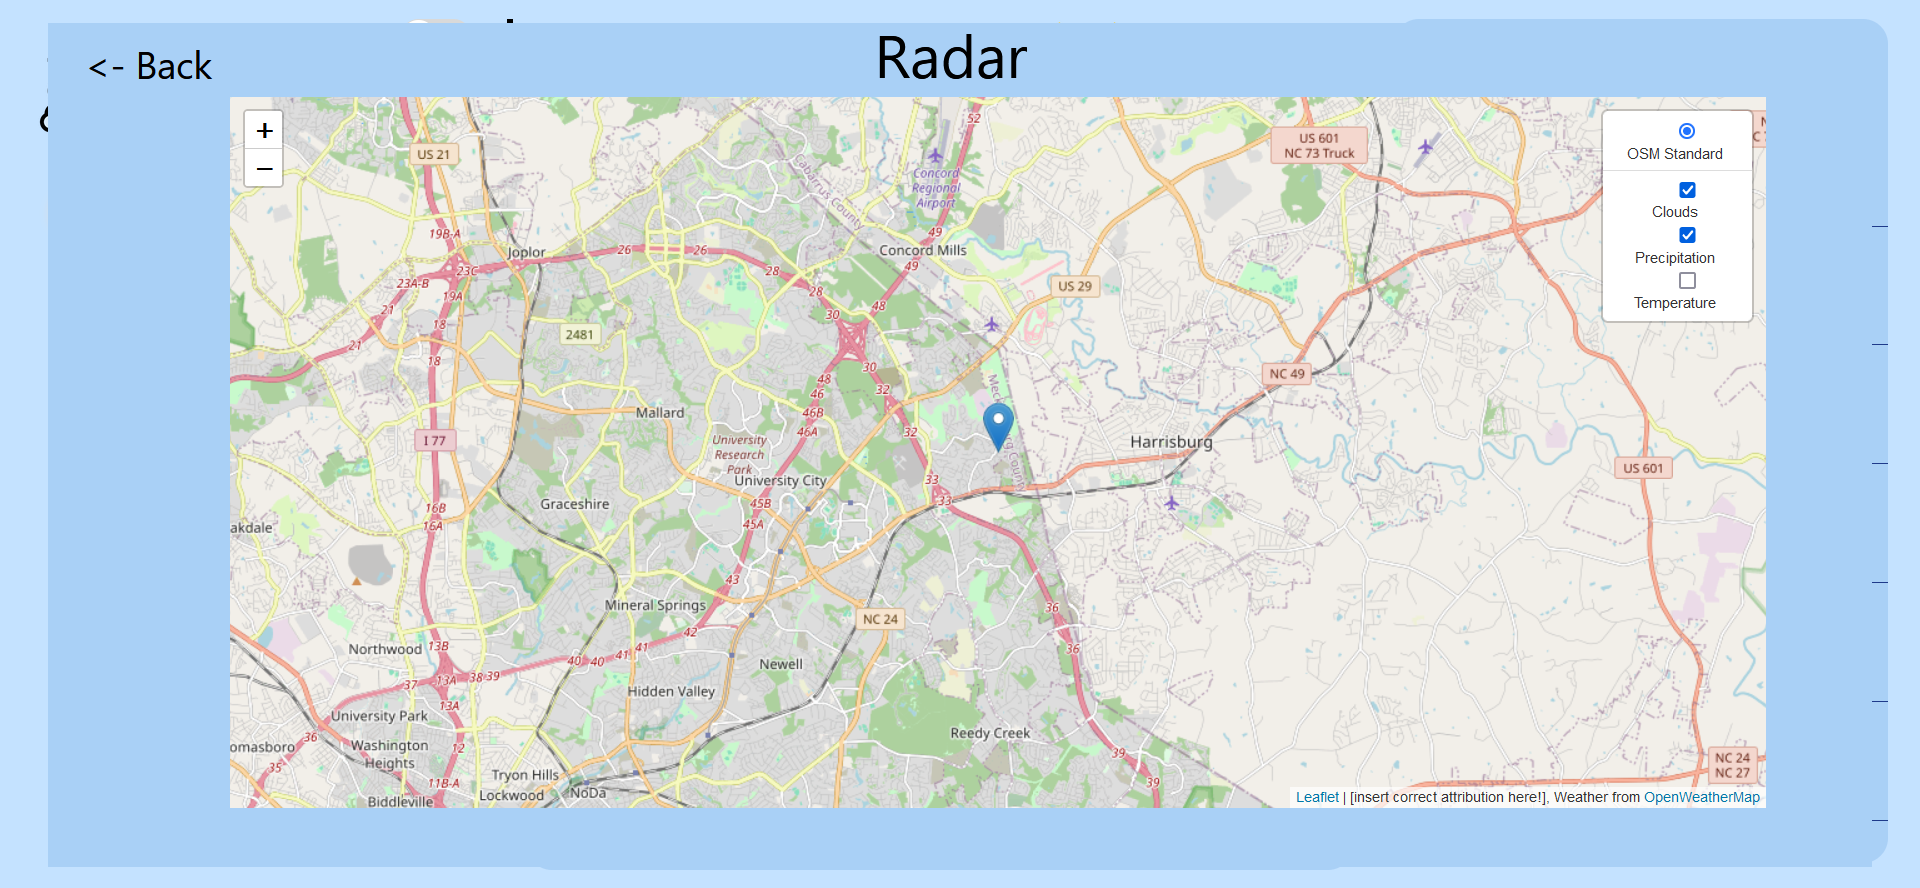 Radar
<- Back
+
−
OSM Standard
Clouds
Precipitation
Temperature
US 21
52
US 601
NC 73 Truck
Concord
Regional
Airport
Cabarrus County
19B-A
Joplor
26
26
49
Concord Mills
49
23C
28
23A-B
19A
28
US 29
21
18
48
30
2481
21
18
30
NC 49
48
46
32
Mallard
46B
46A
32
I 77
University
Research
Park
Harrisburg
University City
33
US 601
45B
33
16B
Graceshire
45A
16A
akdale
43
Mineral Springs
36
NC 24
42
Northwood
13B
41
41
40
40
36
Newell
38
39
37
13A
Hidden Valley
13A
University Park
Reedy Creek
36
omasboro
Washington
Heights
12
39
NC 24
NC 27
35
Tryon Hills
11B-A
39
Lockwood
NoDa
Biddleville
Leaflet | [insert correct attribution here!], Weather from OpenWeatherMap